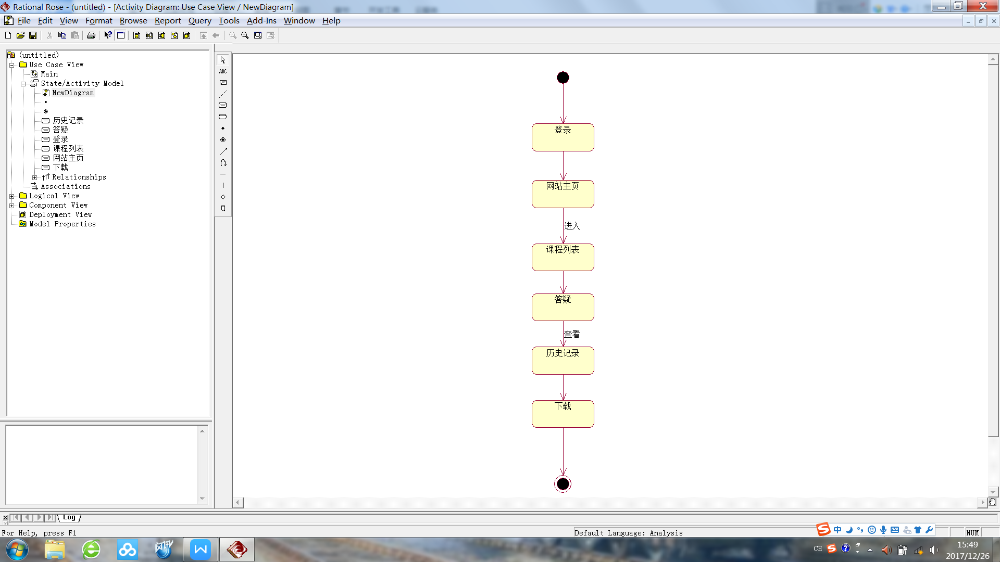 Rational Rose - (untitled) - [Activity Diagram: Use Case View / NewDiagram]
File Edit View Format Browse Report Query Tools Add-Ins Window Help
(untitled)
Use Case View
Main
State/Activity Model
NewDiagram
历史记录
答疑
登录
课程列表
网站主页
下载
Relationships
Associations
Logical View
Component View
Deployment View
Model Properties
ABC
登录
网站主页
进入
课程列表
答疑
查看
历史记录
下载
Log
For Help, press F1
Default Language: Analysis
中
NUM
CH
15:49
2017/12/26